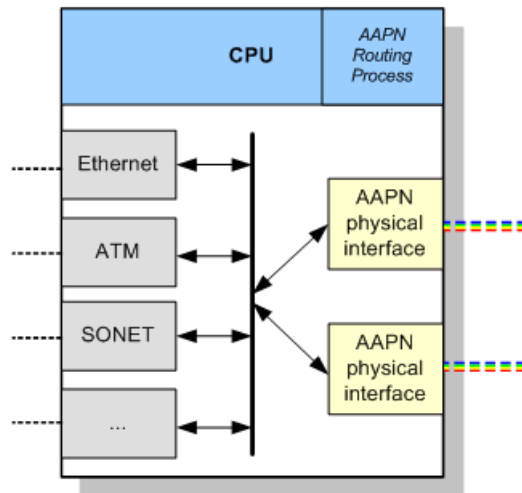 CPU
AAPN
Routing
Process
Ethernet
ATM
SONET
...
AAPN
physical
interface
AAPN
physical
interface